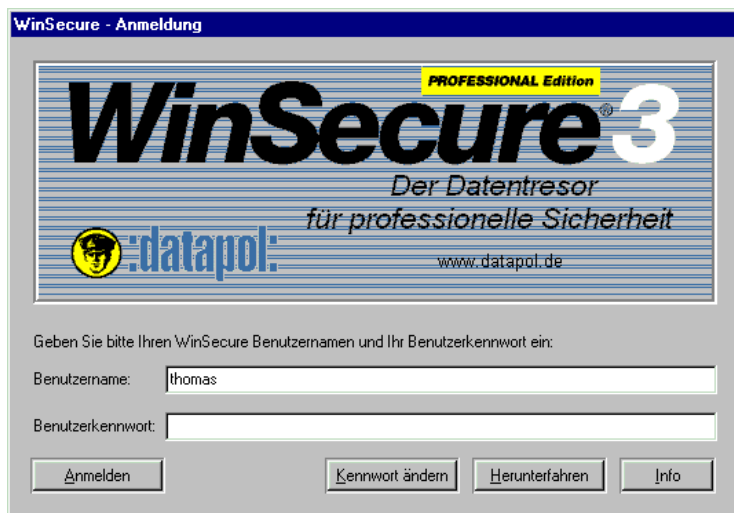 WinSecure - Anmeldung
PROFESSIONAL Edition
WinSecure® 3
Der Datentresor
für professionelle Sicherheit
:datapol:
www.datapol.de
Geben Sie bitte Ihren WinSecure Benutzernamen und Ihr Benutzerkennwort ein:
Benutzername: thomas
Benutzerkennwort:
Anmelden Kennwort ändern Herunterfahren Info